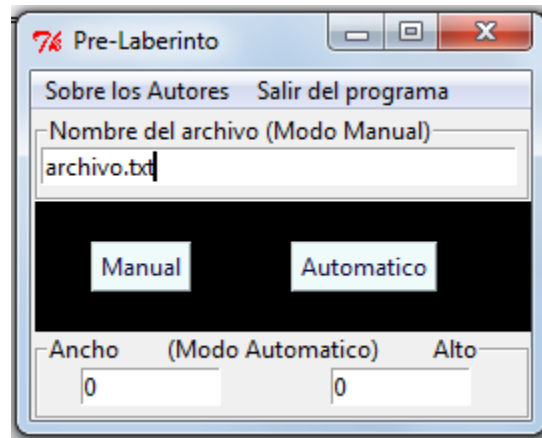 Pre-Laberinto
Sobre los Autores Salir del programa
Nombre del archivo (Modo Manual)
archivo.txt
Manual Automatico
Ancho (Modo Automatico) Alto
0 0